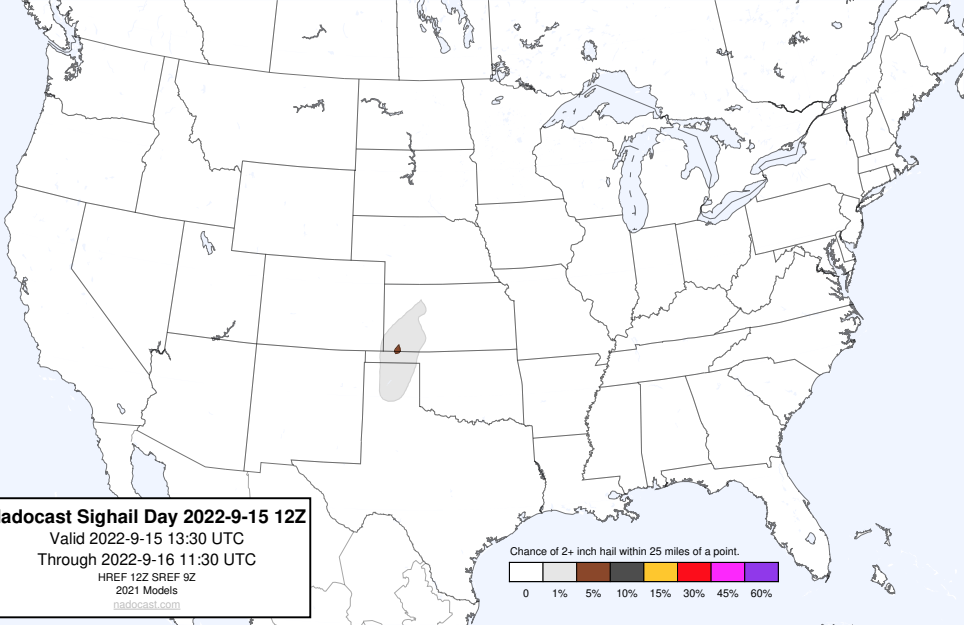 adocast Sighail Day 2022-9-15 12Z
Valid 2022-9-15 13:30 UTC
Through 2022-9-16 11:30 UTC
HREF 12Z SREF 9Z
2021 Models
nadocast.com
Chance of 2+ inch hail within 25 miles of a point.
0 1% 5% 10% 15% 30% 45% 60%